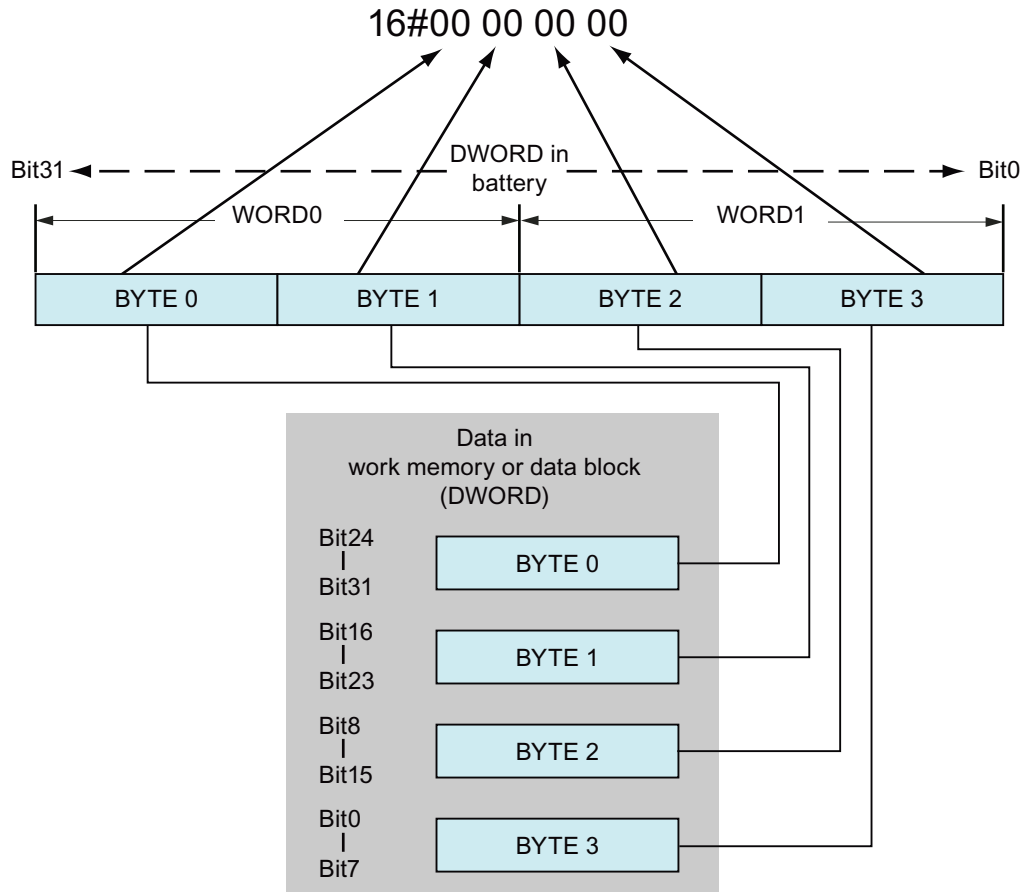 16#00 00 00 00
Bit31
DWORD in
battery
Bit0
WORD0
WORD1
BYTE 0
BYTE 1
BYTE 2
BYTE 3
Data in
work memory or data block
(DWORD)
Bit24
Bit31
BYTE 0
Bit16
Bit23
BYTE 1
Bit8
Bit15
BYTE 2
Bit0
Bit7
BYTE 3